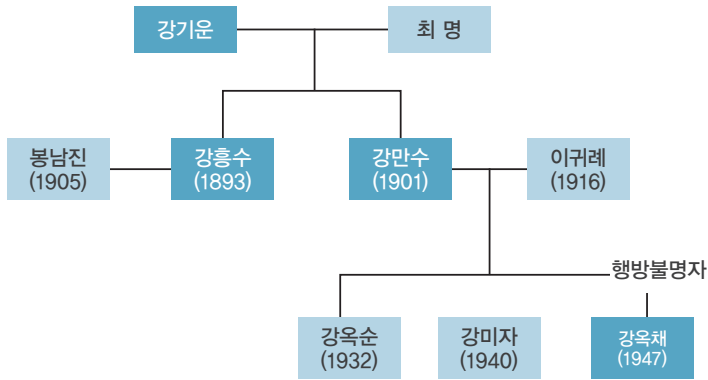 강기운
최 명
봉남진
(1905)
강흥수
(1893)
강만수
(1901)
이귀례
(1916)
행방불명자
강옥순
(1932)
강미자
(1940)
강옥채
(1947)